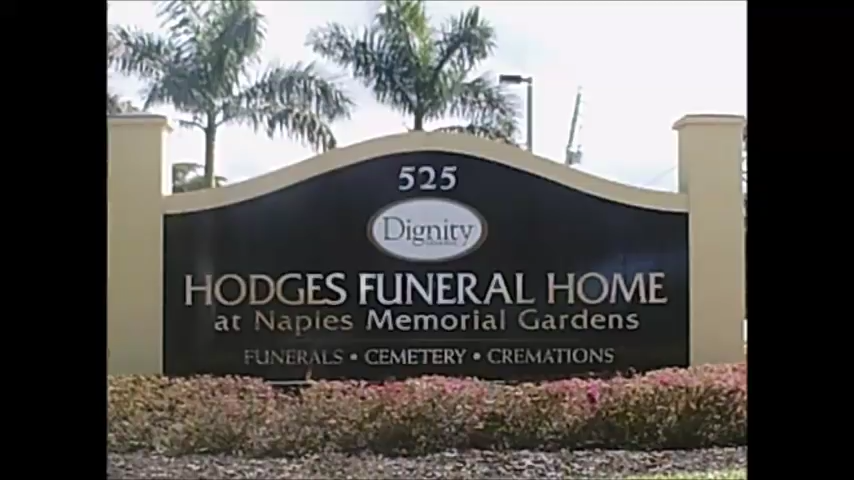 525
Dignity
HODGES FUNERAL HOME
at Naples Memorial Gardens
FUNERALS • CEMETERY • CREMATIONS